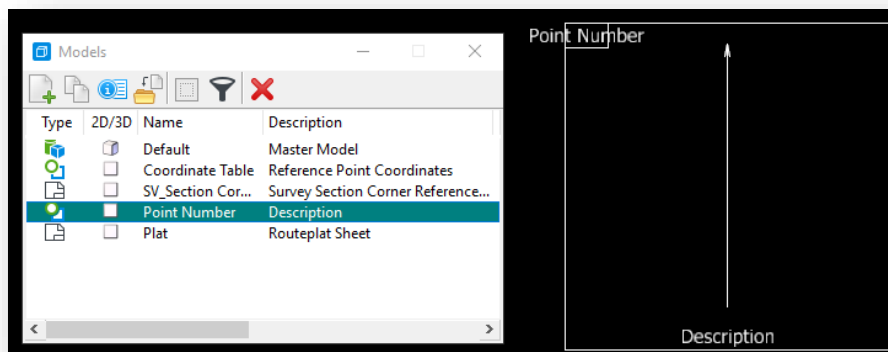 Models
Type 2D/3D Name Description
Default Master Model
Coordinate Table Reference Point Coordinates
SV_Section Cor... Survey Section Corner Reference...
Point Number Description
Plat Routeplat Sheet
Point Number
Description